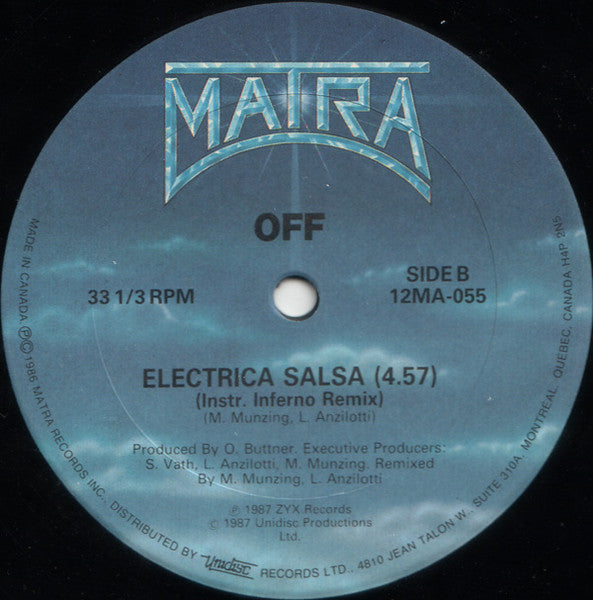 MATRA
OFF
33 1/3 RPM
SIDE B
12MA-055
ELECTRICA SALSA (4.57)
(Instr. Inferno Remix)
(M. Munzing, L. Anzilotti)
Produced By O. Buttner. Executive Producers:
S. Vath, L. Anzilotti, M. Munzing. Remixed
By M. Munzing, L. Anzilotti
℗ 1987 ZYX Records
© 1987 Unidisc Productions
Ltd.
MADE IN CANADA ℗©1986 MATRA RECORDS INC., DISTRIBUTED BY Unidisc RECORDS LTD., 4810 JEAN TALON W., SUITE 310A, MONTRÉAL, QUEBEC, CANADA H4P 2N5